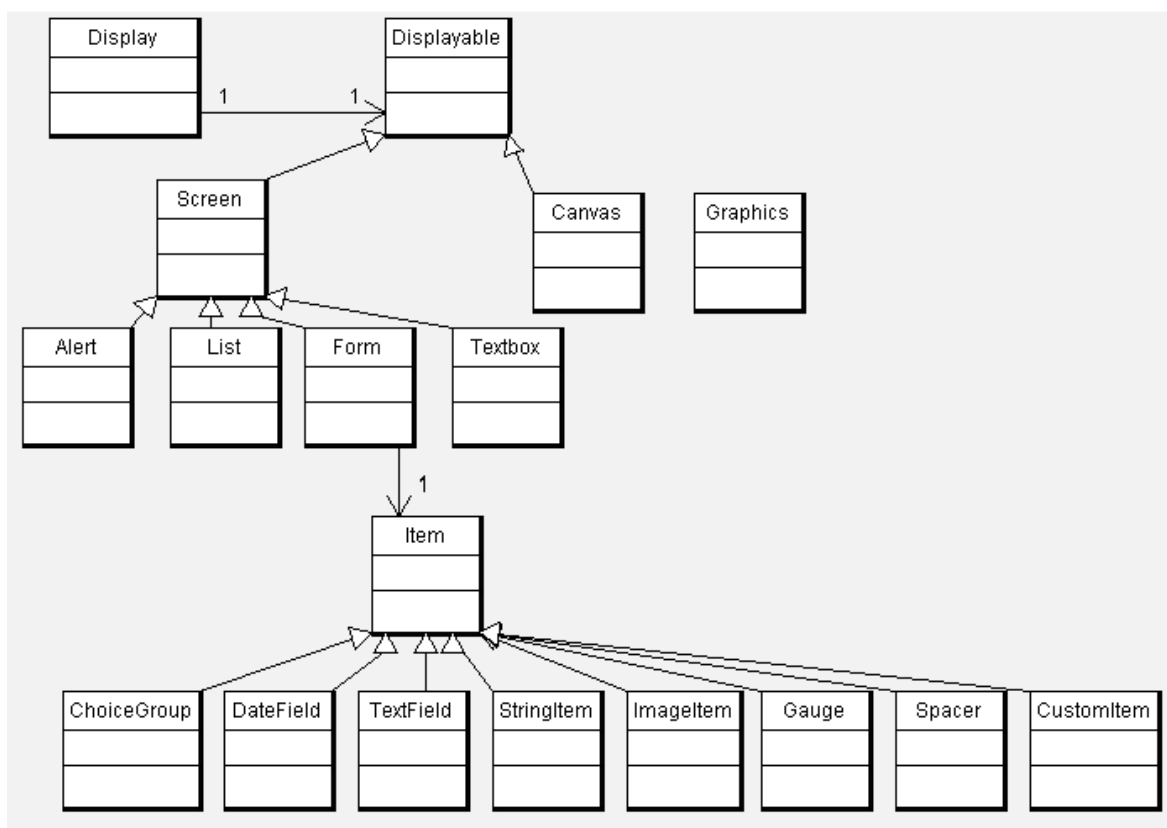 Display
Displayable
1
1
Screen
Canvas
Graphics
Alert
List
Form
Textbox
1
Item
ChoiceGroup
DateField
TextField
StringItem
ImageItem
Gauge
Spacer
CustomItem